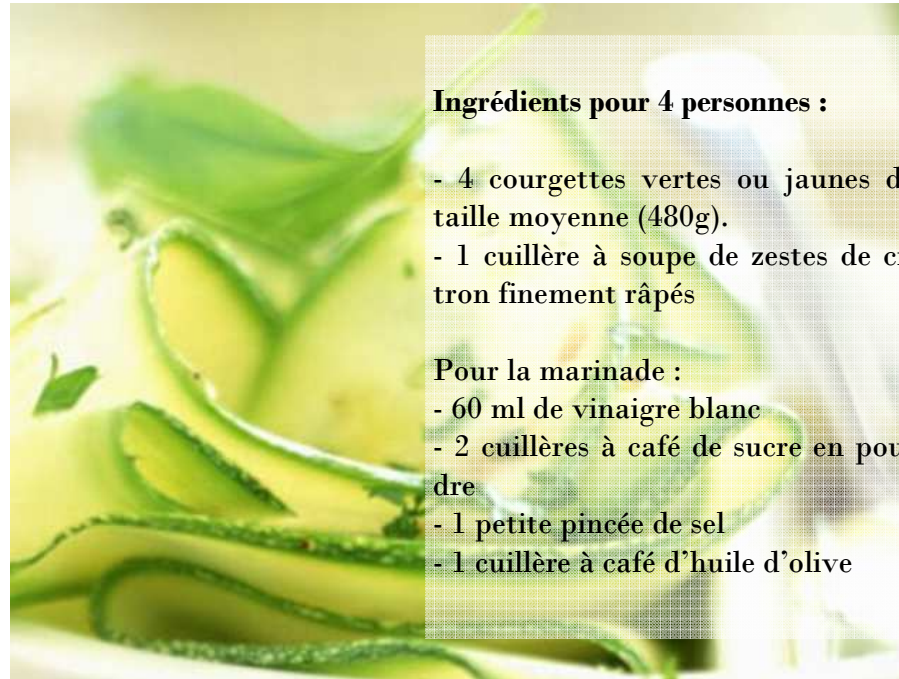 Ingrédients pour 4 personnes :
- 4 courgettes vertes ou jaunes d
taille moyenne (480g).
- 1 cuillère à soupe de zestes de ci
tron finement râpés
Pour la marinade :
- 60 ml de vinaigre blanc
- 2 cuillères à café de sucre en pou
dre
- 1 petite pincée de sel
- 1 cuillère à café d’huile d’olive